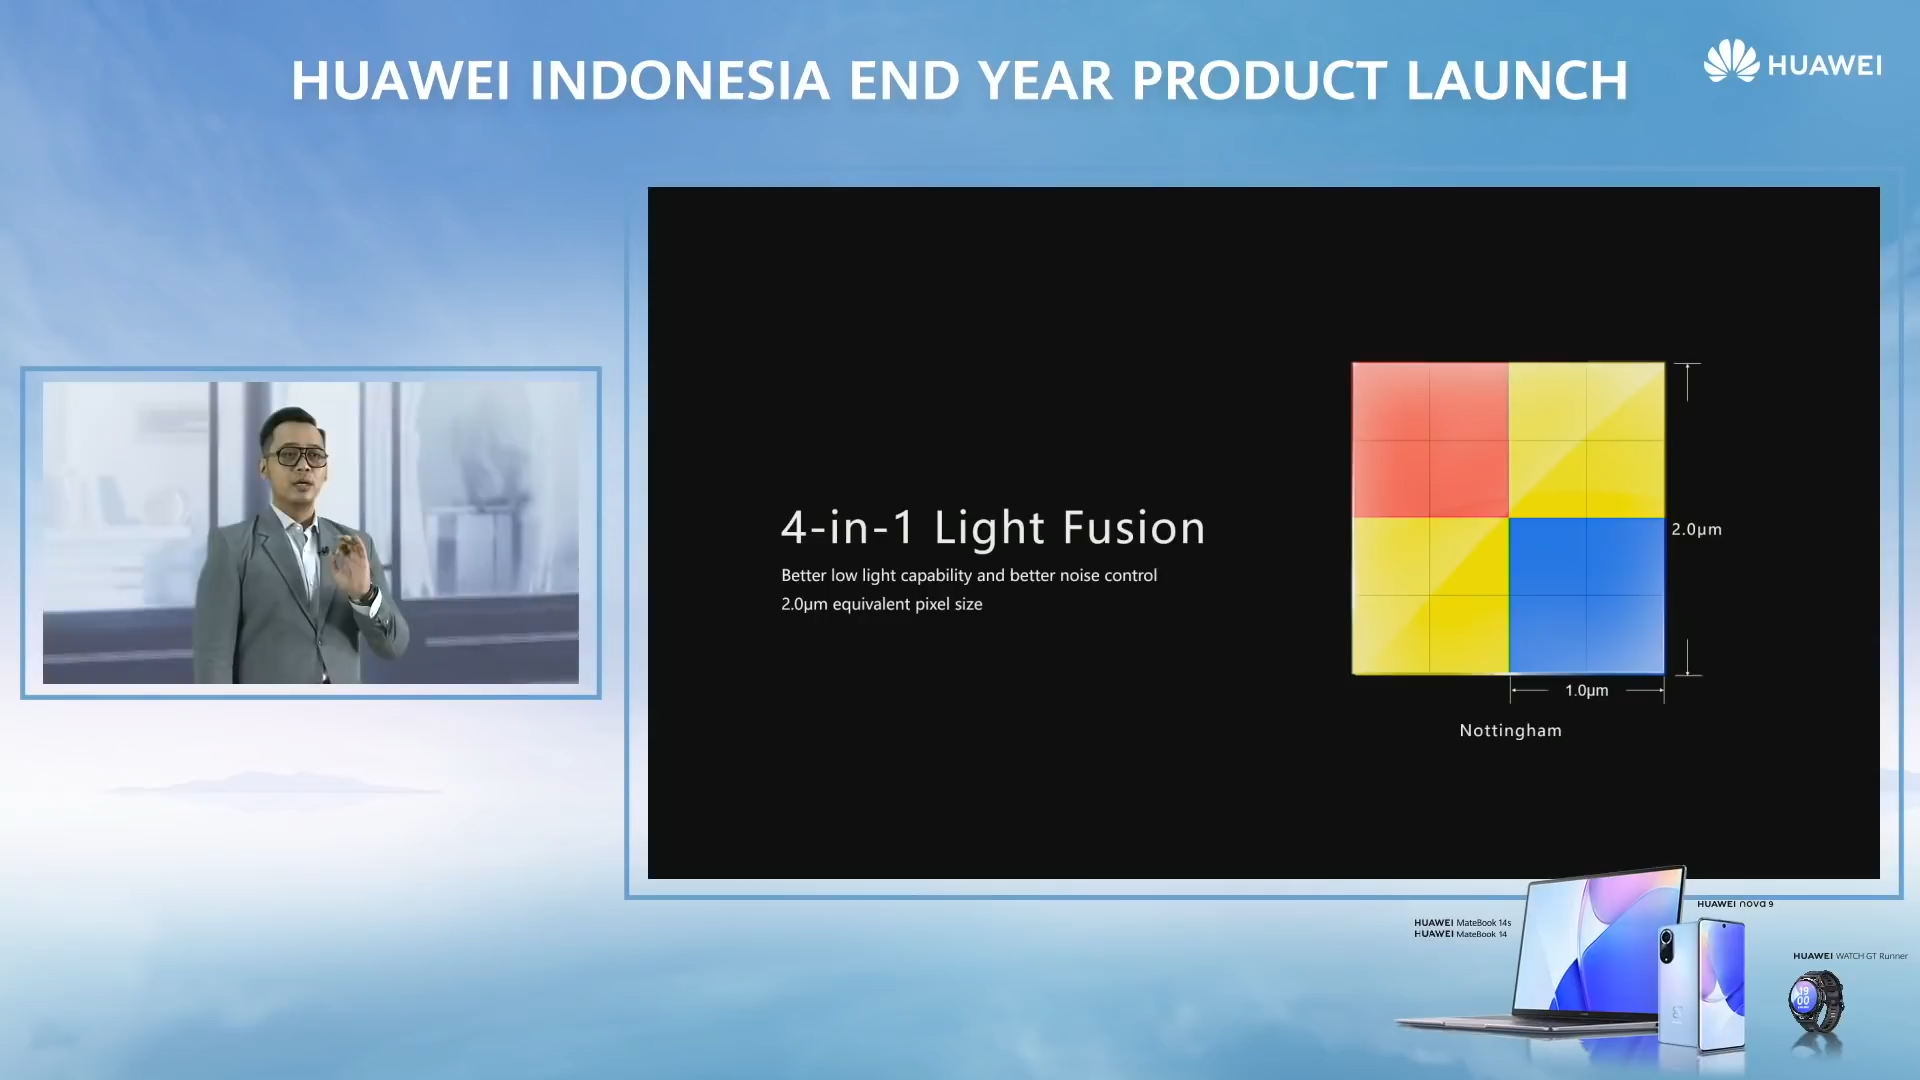 HUAWEI INDONESIA END YEAR PRODUCT LAUNCH
HUAWEI
4-in-1 Light Fusion
Better low light capability and better noise control
2.0μm equivalent pixel size
2.0μm
1.0μm
Nottingham
HUAWEI nova 9
HUAWEI MateBook 14s
HUAWEI MateBook 14
HUAWEI WATCH GT Runner
19
00